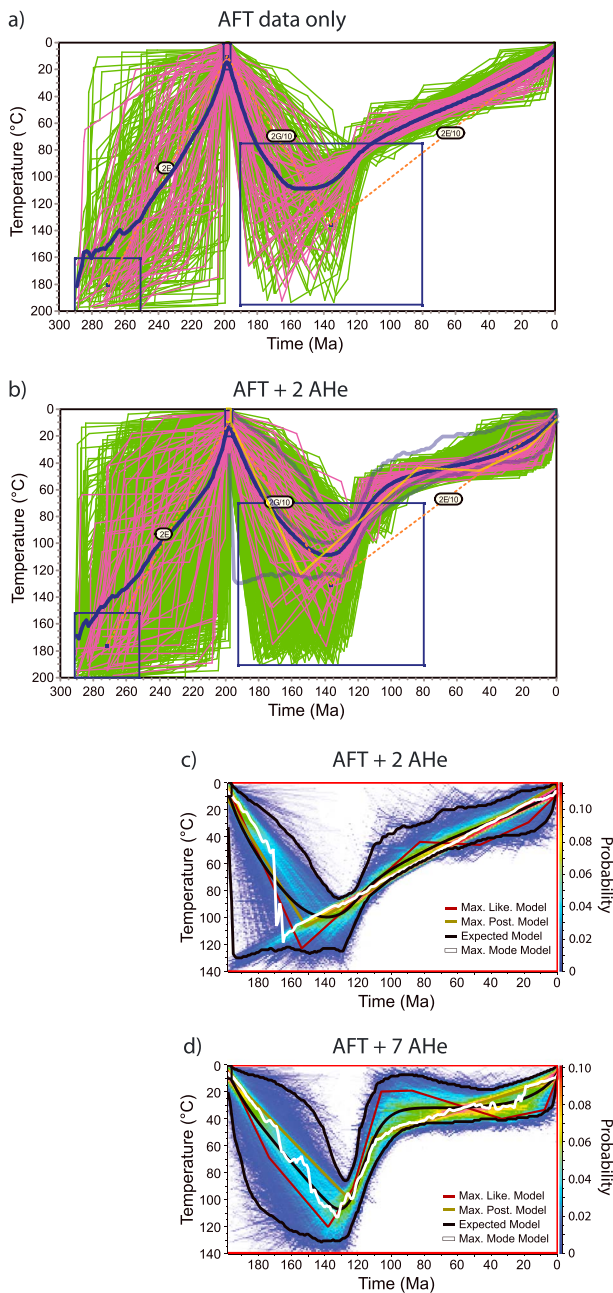 a) AFT data only
0
20
40
60
80
100
120
140
160
180
200
Temperature (°C)
2E
2G/10
2E/10
300 280 260 240 220 200 180 160 140 120 100 80 60 40 20 0
Time (Ma)
b) AFT + 2 AHe
0
20
40
60
80
100
120
140
160
180
200
Temperature (°C)
2E
2G/10
2E/10
300 280 260 240 220 200 180 160 140 120 100 80 60 40 20 0
Time (Ma)
c) AFT + 2 AHe
0
20
40
60
80
100
120
140
Temperature (°C)
Max. Like. Model
Max. Post. Model
Expected Model
Max. Mode Model
180 160 140 120 100 80 60 40 20 0
Time (Ma)
0.10
0.08
0.06
0.04
0.02
0
Probability
d) AFT + 7 AHe
0
20
40
60
80
100
120
140
Temperature (°C)
Max. Like. Model
Max. Post. Model
Expected Model
Max. Mode Model
180 160 140 120 100 80 60 40 20 0
Time (Ma)
0.10
0.08
0.06
0.04
0.02
0
Probability